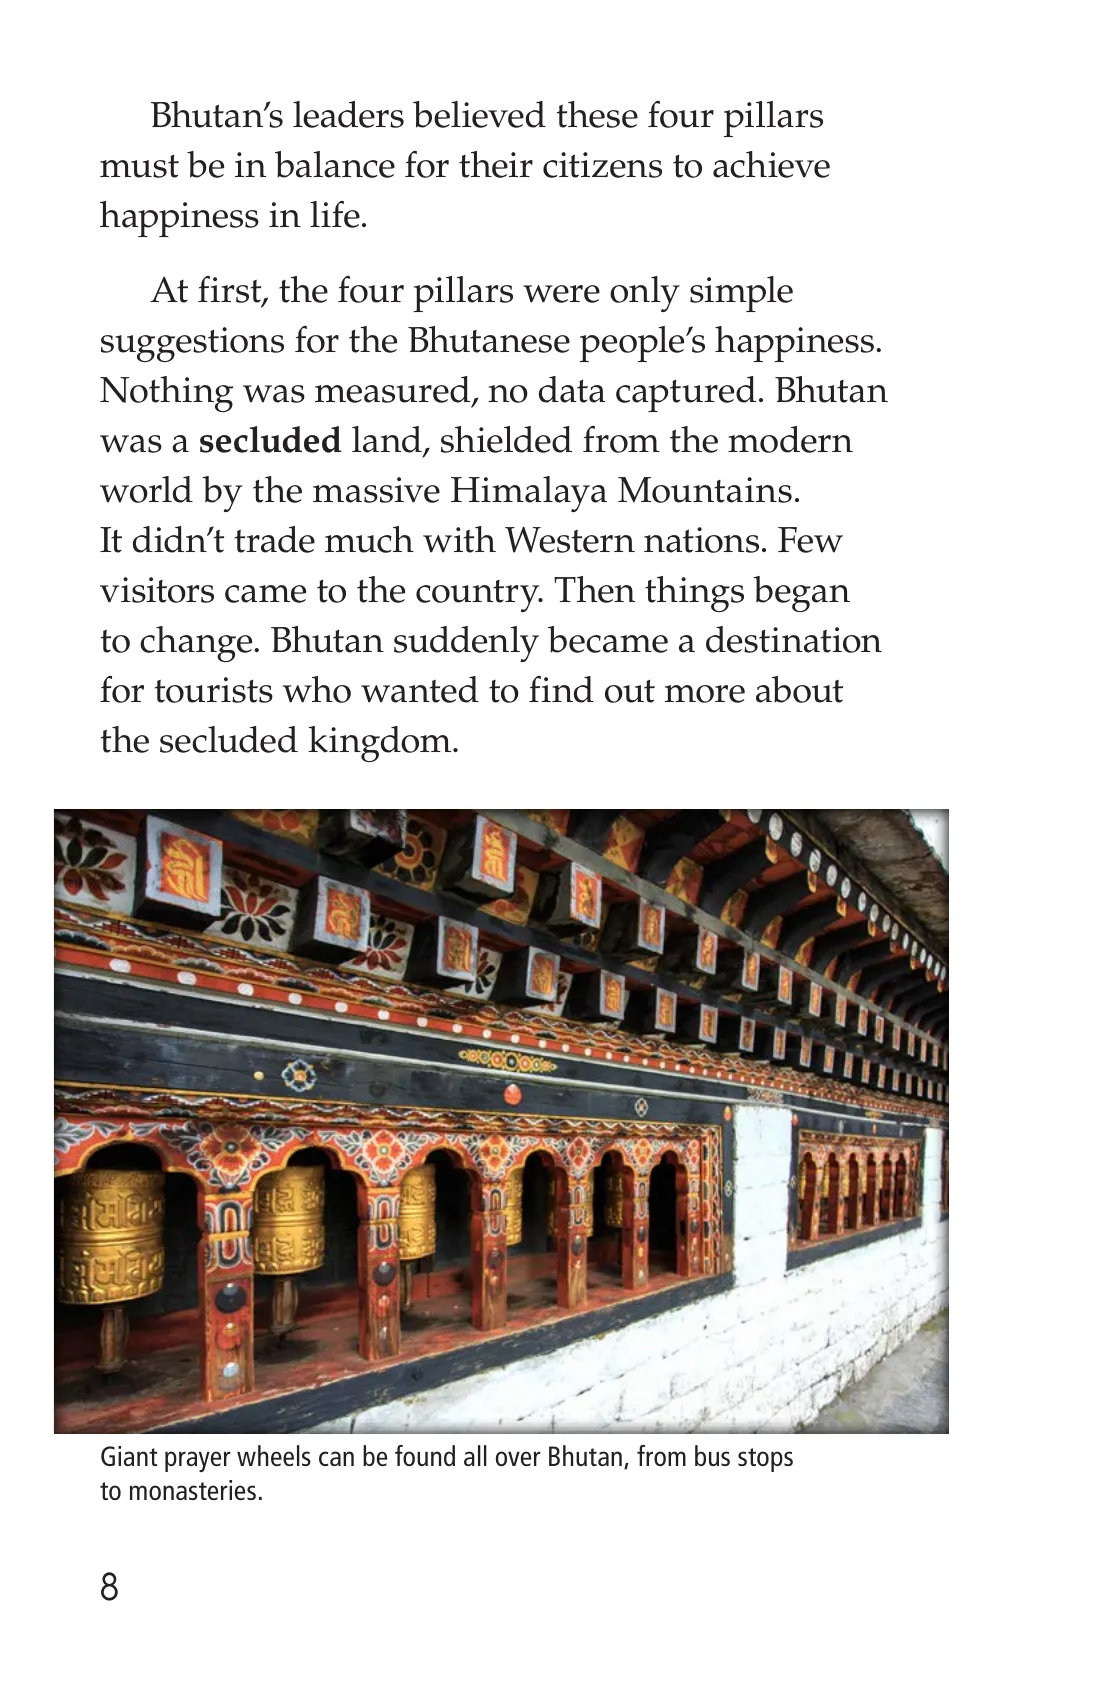 Bhutan’s leaders believed these four pillars
must be in balance for their citizens to achieve
happiness in life.
At first, the four pillars were only simple
suggestions for the Bhutanese people’s happiness.
Nothing was measured, no data captured. Bhutan
was a secluded land, shielded from the modern
world by the massive Himalaya Mountains.
It didn’t trade much with Western nations. Few
visitors came to the country. Then things began
to change. Bhutan suddenly became a destination
for tourists who wanted to find out more about
the secluded kingdom.
Giant prayer wheels can be found all over Bhutan, from bus stops
to monasteries.
8